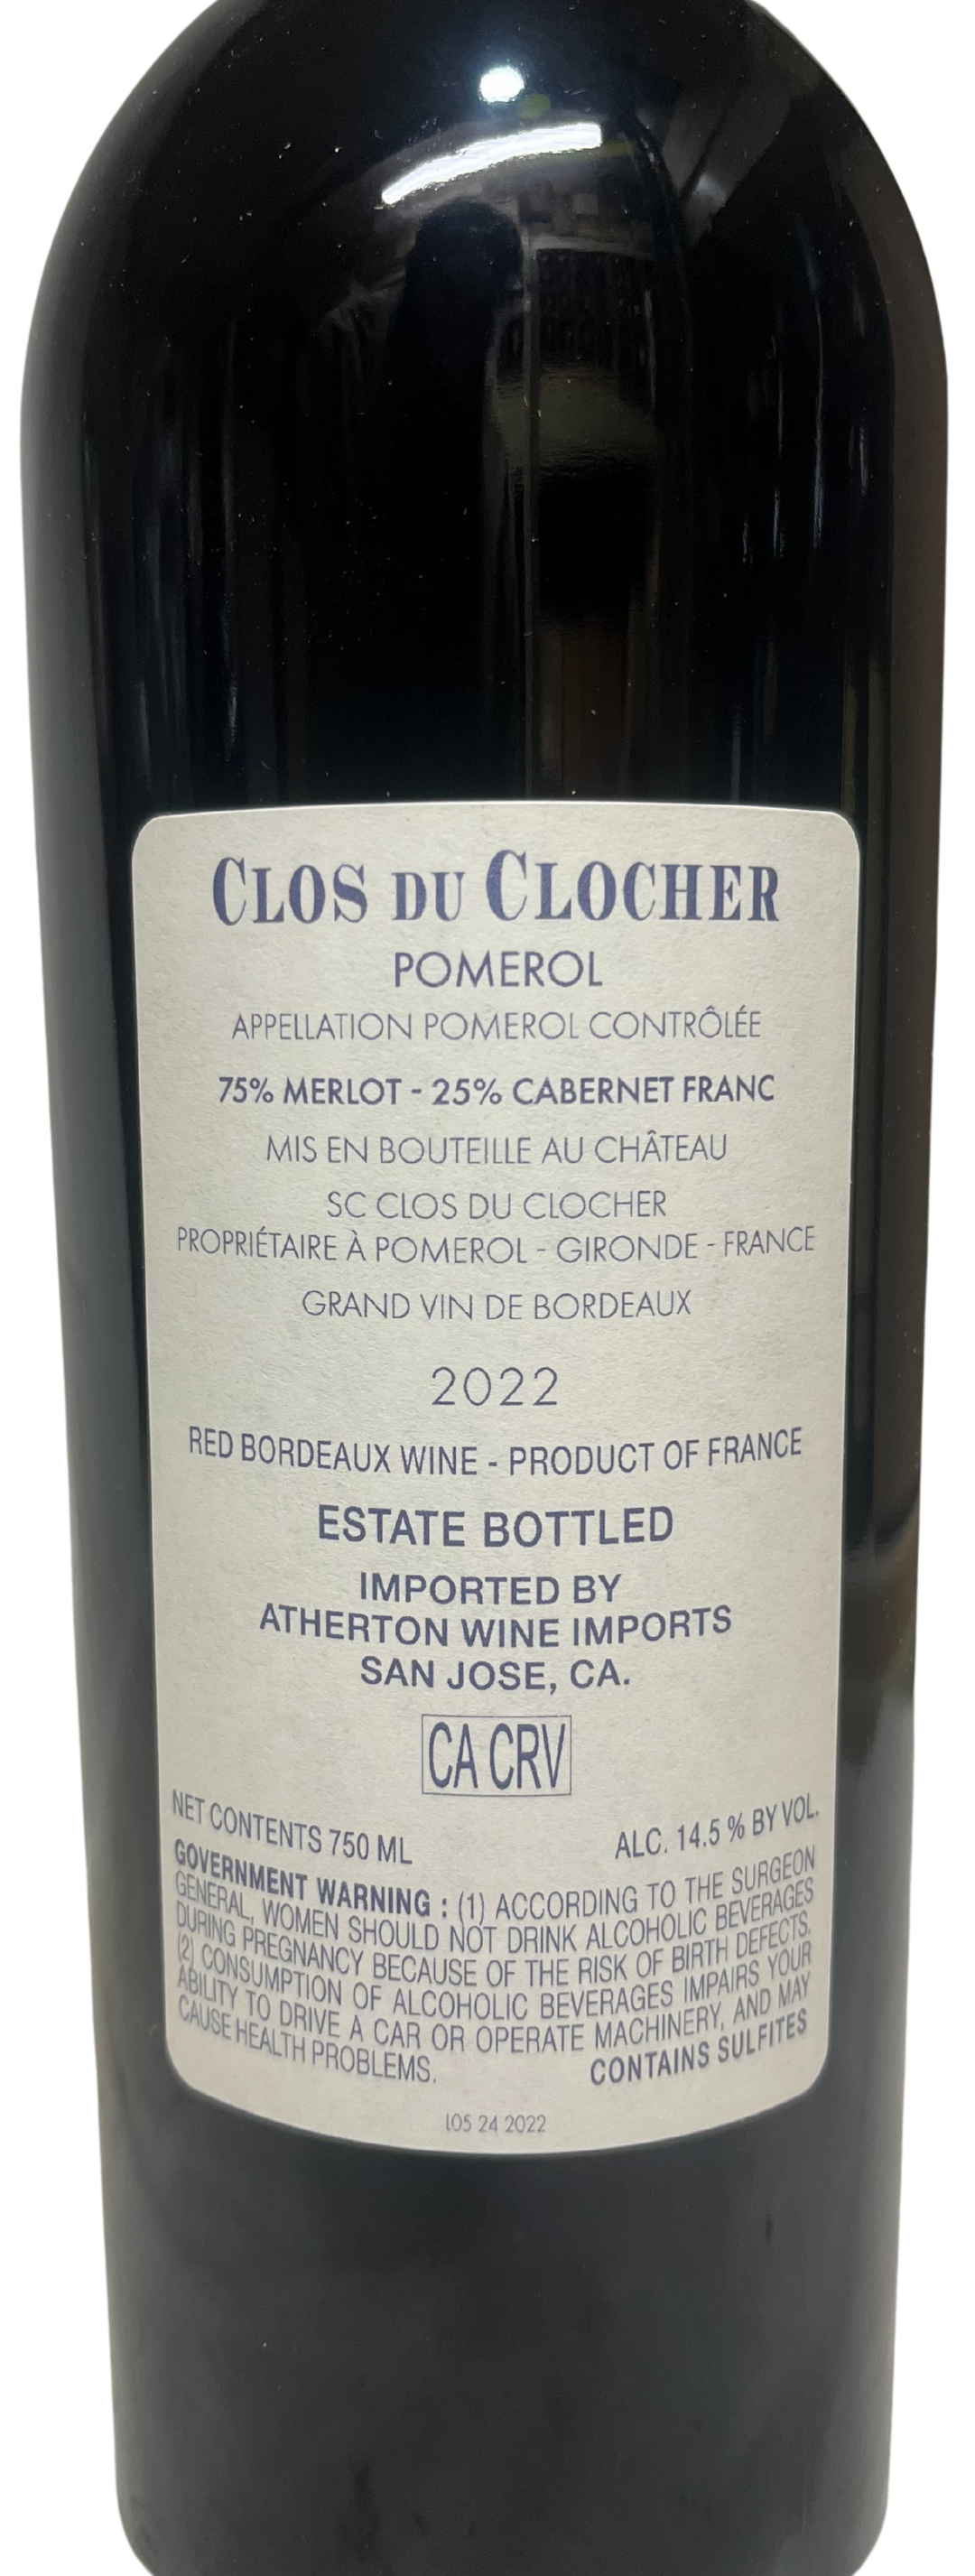 CLOS DU CLOCHER
POMEROL
APPELLATION POMEROL CONTRÔLÉE
75% MERLOT - 25% CABERNET FRANC
MIS EN BOUTEILLE AU CHÂTEAU
SC CLOS DU CLOCHER
PROPRIÉTAIRE À POMEROL - GIRONDE - FRANCE
GRAND VIN DE BORDEAUX
2022
RED BORDEAUX WINE - PRODUCT OF FRANCE
ESTATE BOTTLED
IMPORTED BY
ATHERTON WINE IMPORTS
SAN JOSE, CA.
CA CRV
NET CONTENTS 750 ML ALC. 14.5 % BY VOL.
GOVERNMENT WARNING : (1) ACCORDING TO THE SURGEON
GENERAL, WOMEN SHOULD NOT DRINK ALCOHOLIC BEVERAGES
DURING PREGNANCY BECAUSE OF THE RISK OF BIRTH DEFECTS.
(2) CONSUMPTION OF ALCOHOLIC BEVERAGES IMPAIRS YOUR
ABILITY TO DRIVE A CAR OR OPERATE MACHINERY, AND MAY
CAUSE HEALTH PROBLEMS. CONTAINS SULFITES
L05 24 2022